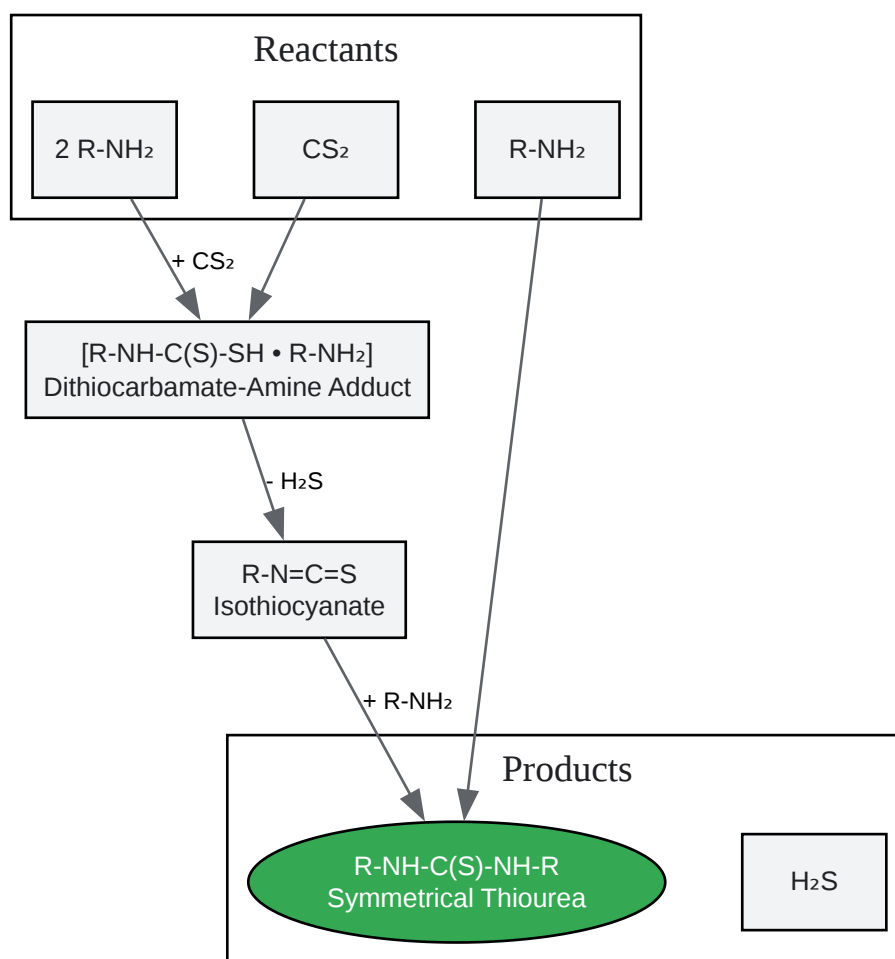 Reactants
2 R-NH₂
CS₂
R-NH₂
+ CS₂
[R-NH-C(S)-SH • R-NH₂]
Dithiocarbamate-Amine Adduct
- H₂S
R-N=C=S
Isothiocyanate
+ R-NH₂
Products
R-NH-C(S)-NH-R
Symmetrical Thiourea
H₂S